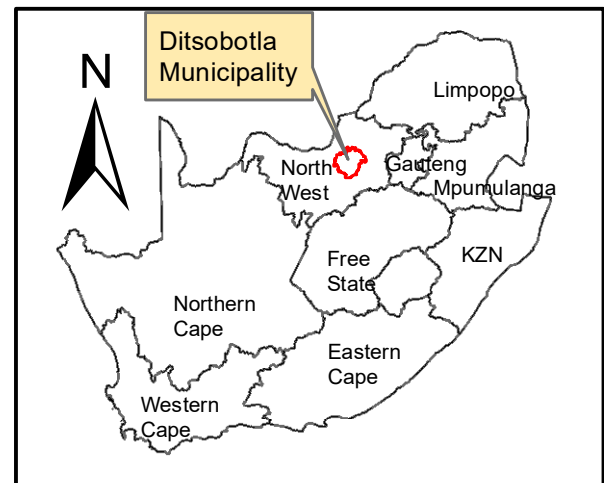 Ditsobotla
Municipality
N
Limpopo
North
West
Gauteng
Mpumulanga
Free
State
KZN
Northern
Cape
Eastern
Cape
Western
Cape